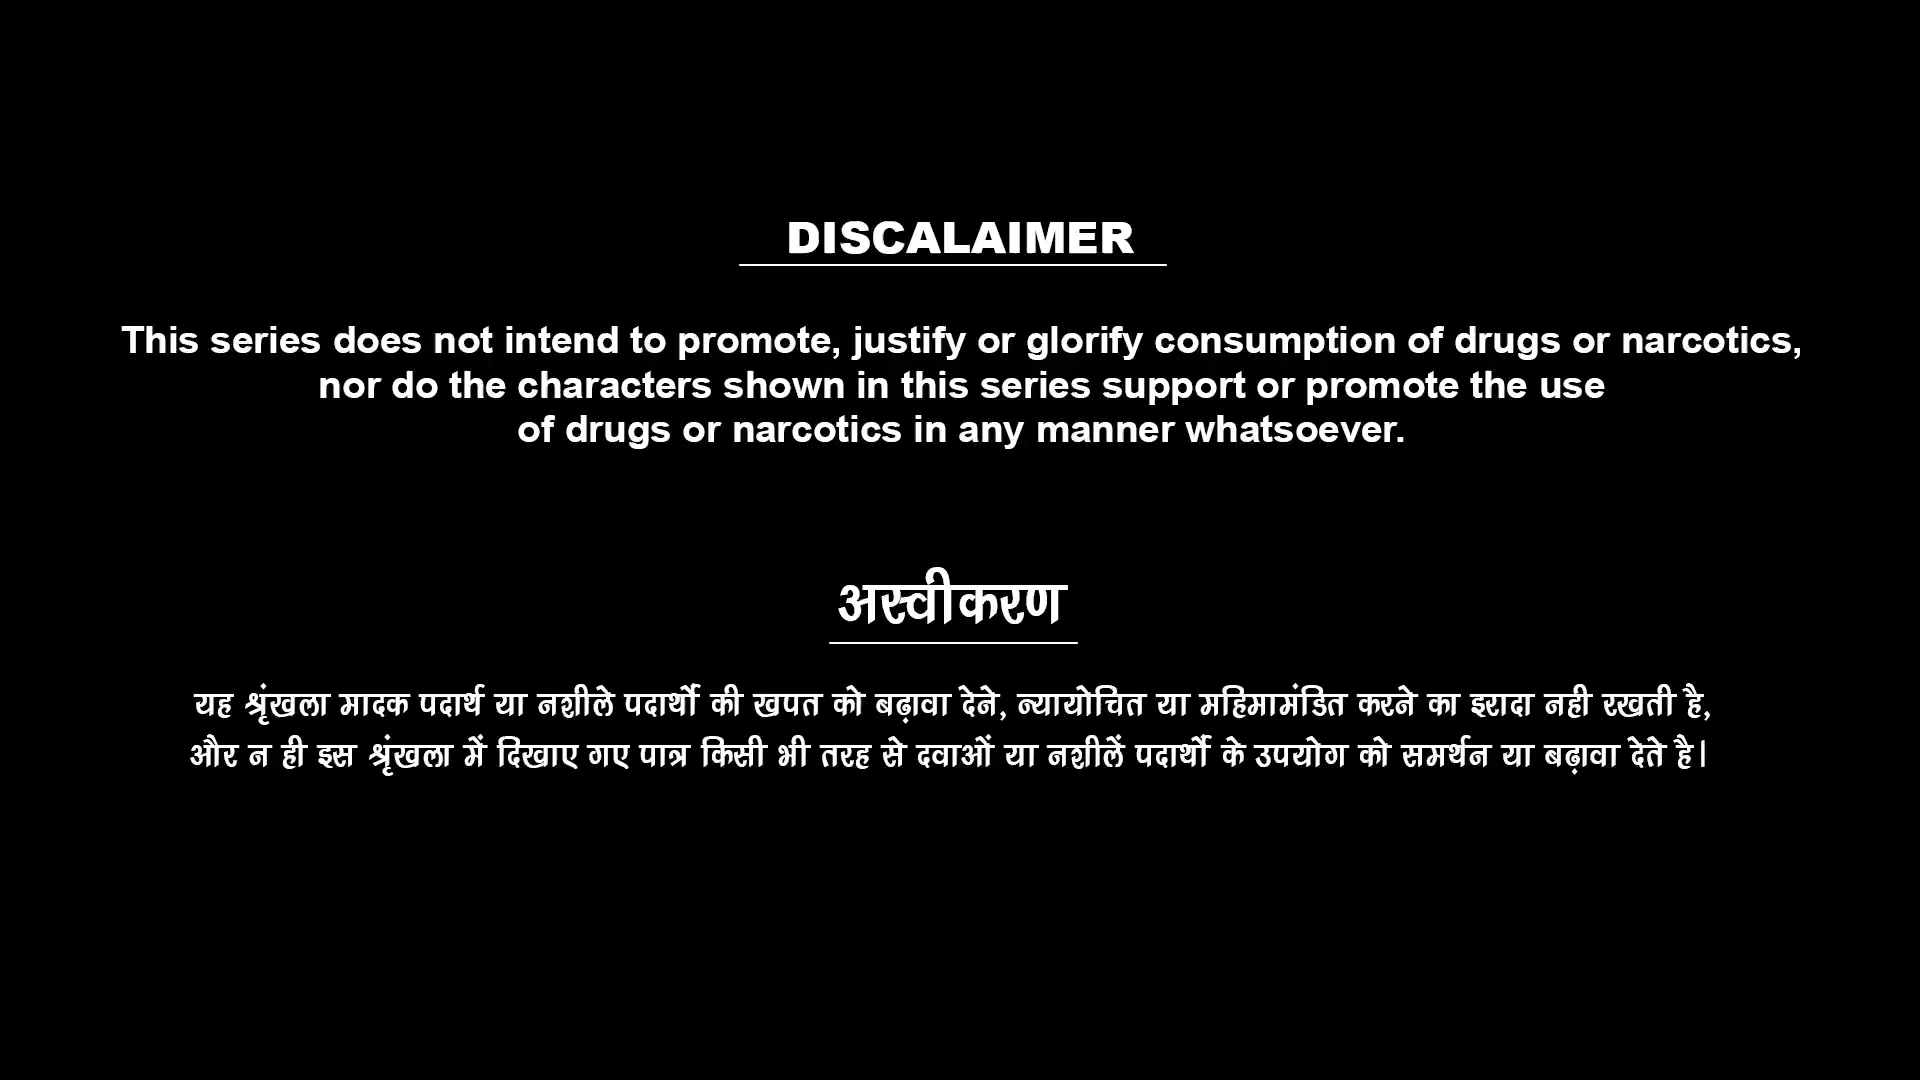 DISCALAIMER
This series does not intend to promote, justify or glorify consumption of drugs or narcotics,
nor do the characters shown in this series support or promote the use
of drugs or narcotics in any manner whatsoever.
अस्वीकरण
यह श्रृंखला मादक पदार्थ या नशीले पदार्थों की खपत को बढ़ावा देने, न्यायोचित या महिमामंडित करने का इरादा नही रखती है,
और न ही इस श्रृंखला में दिखाए गए पात्र किसी भी तरह से दवाओं या नशीलें पदार्थों के उपयोग को समर्थन या बढ़ावा देते है।